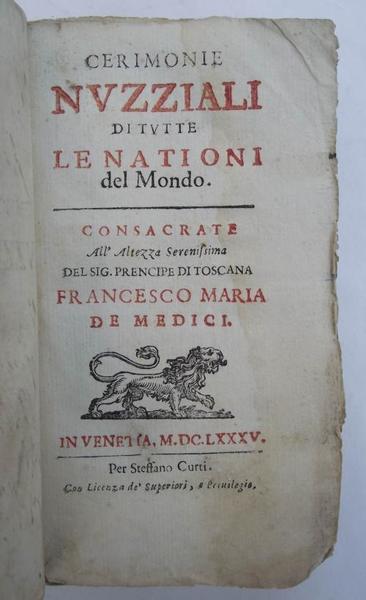 CERIMONIE
NVZZIALI
DI TVTTE
LE NATIONI
del Mondo.
CONSACRATE
All' Altezza Serenissima
DEL SIG. PRENCIPE DI TOSCANA
FRANCESCO MARIA
DE MEDICI.
IN VENETIA, M.DC.LXXXV.
Per Steffano Curti.
Con Licenza de' Superiori, e Privilegio.